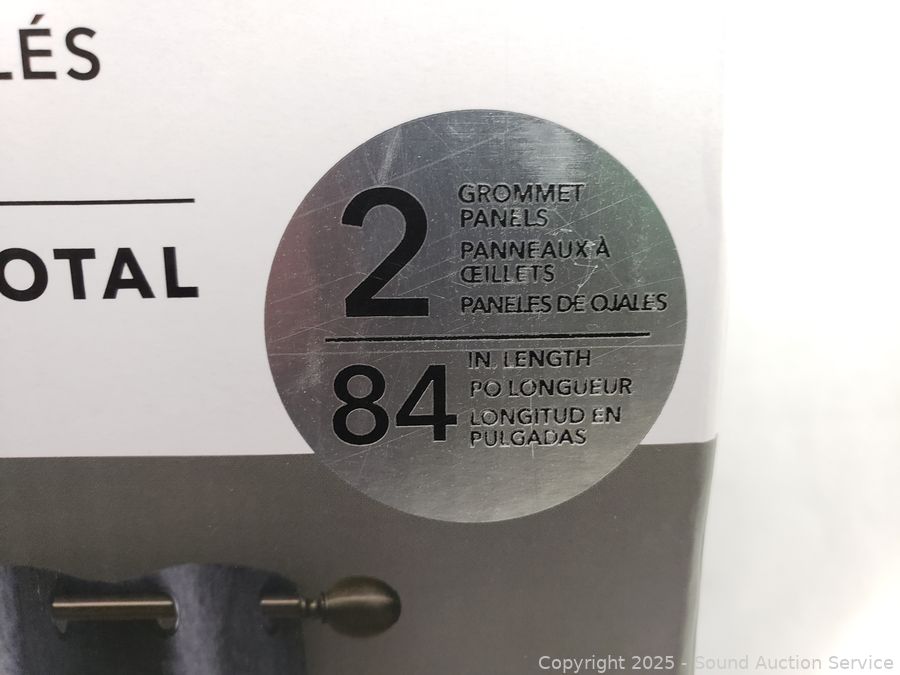 LÉS
OTAL
2
GROMMET
PANELS
PANNEAUX À
ŒILLETS
PANELES DE OJALES
84
IN. LENGTH
PO LONGUEUR
LONGITUD EN
PULGADAS
Copyright 2025 - Sound Auction Service